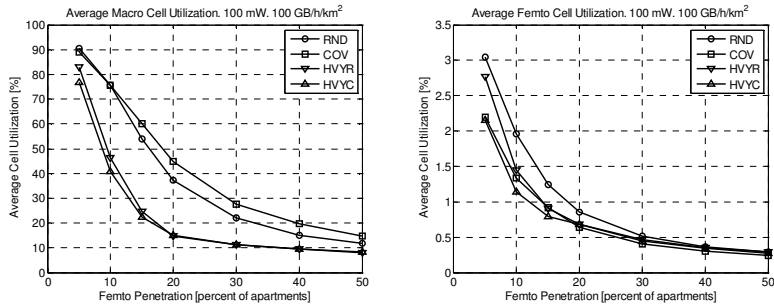 Average Macro Cell Utilization. 100 mW. 100 GB/h/km²
100
90
80
70
60
50
40
30
20
10
0
Average Cell Utilization [%]
RND
COV
HVYR
HVYC
0
10
20
30
40
50
Femto Penetration [percent of apartments]
Average Femto Cell Utilization. 100 mW. 100 GB/h/km²
3.5
3
2.5
2
1.5
1
0.5
0
Average Cell Utilization [%]
RND
COV
HVYR
HVYC
0
10
20
30
40
50
Femto Penetration [percent of apartments]